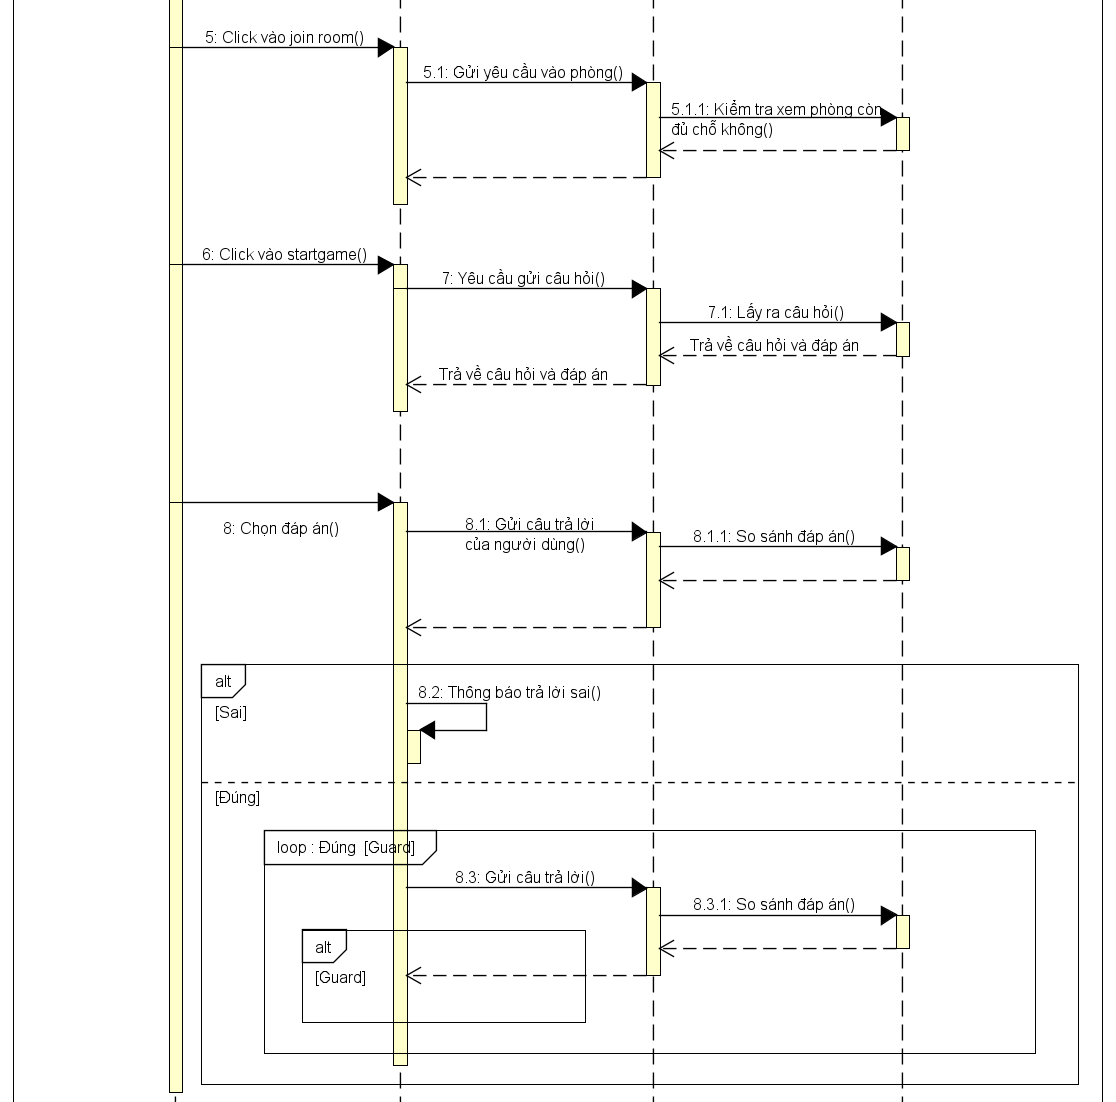 5: Click vào join room()
5.1: Gửi yêu cầu vào phòng()
5.1.1: Kiểm tra xem phòng còn
đủ chỗ không()
6: Click vào startgame()
7: Yêu cầu gửi câu hỏi()
7.1: Lấy ra câu hỏi()
Trả về câu hỏi và đáp án
Trả về câu hỏi và đáp án
8: Chọn đáp án()
8.1: Gửi câu trả lời
của người dùng()
8.1.1: So sánh đáp án()
alt
[Sai]
8.2: Thông báo trả lời sai()
[Đúng]
loop : Đúng [Guard]
8.3: Gửi câu trả lời()
8.3.1: So sánh đáp án()
alt
[Guard]